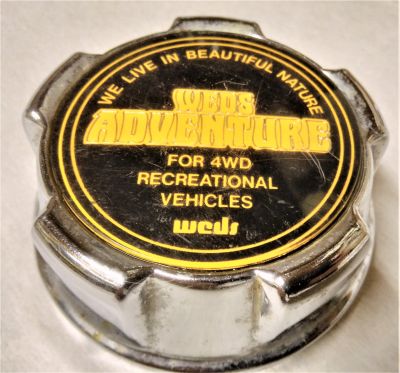 WE LIVE IN BEAUTIFUL NATURE
WEDS
ADVENTURE
FOR 4WD
RECREATIONAL
VEHICLES
weds